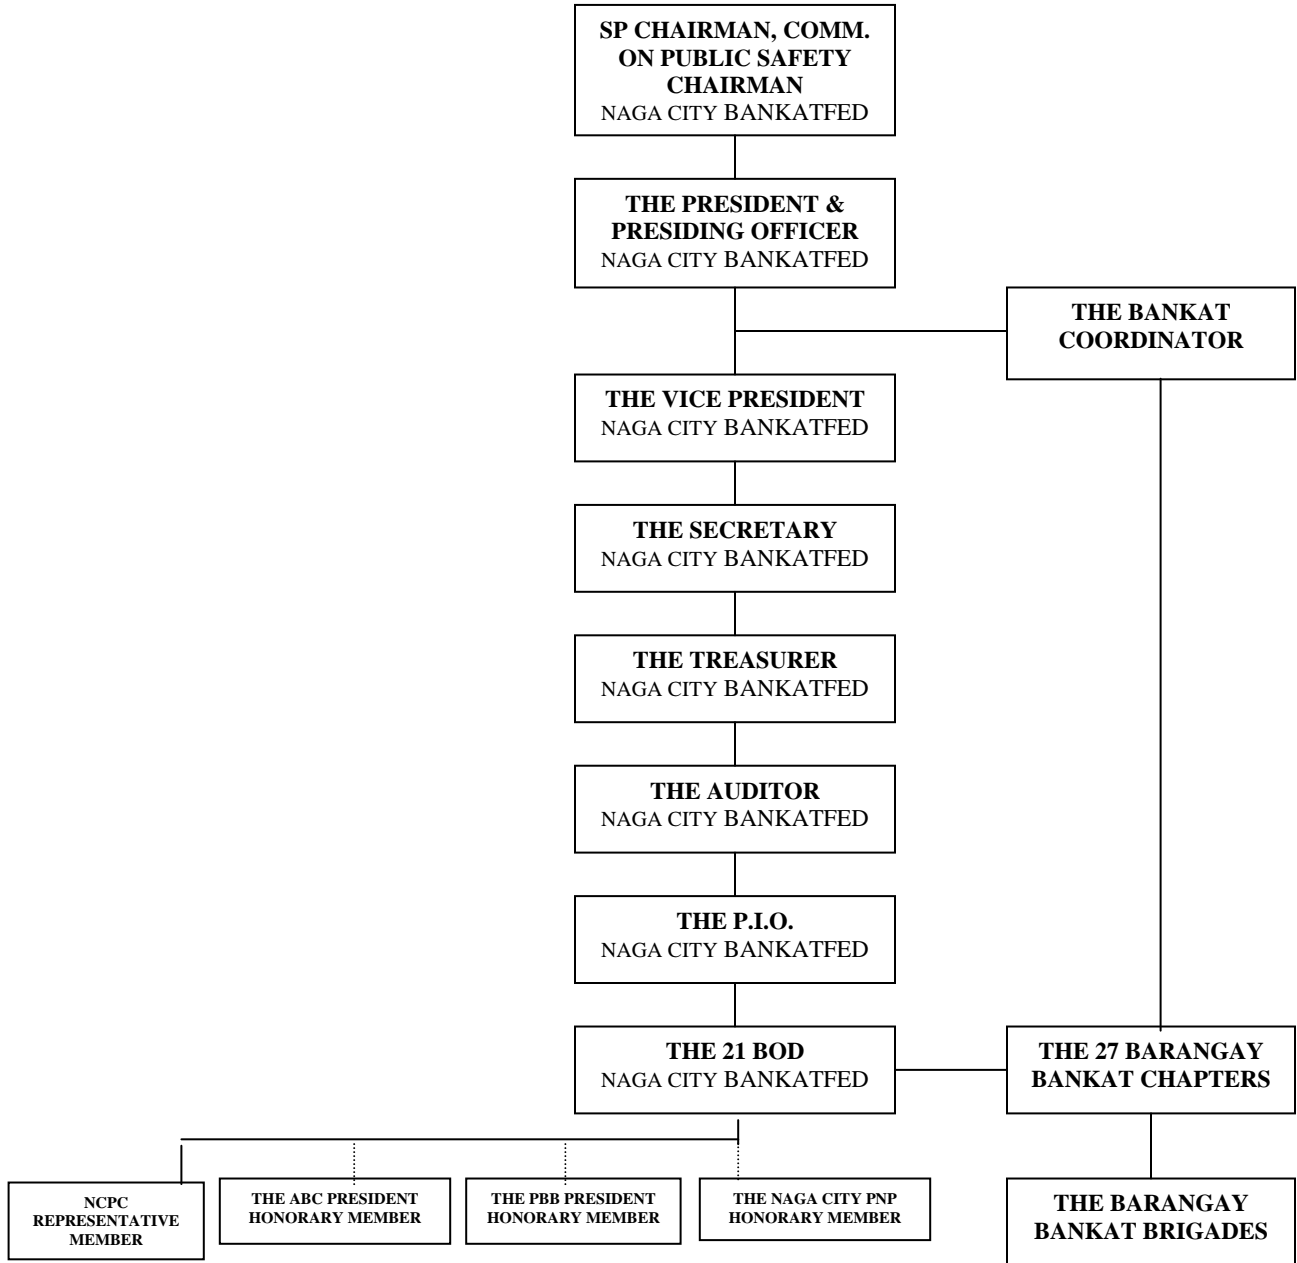 SP CHAIRMAN, COMM.
ON PUBLIC SAFETY
CHAIRMAN
NAGA CITY BANKATFED
THE PRESIDENT &
PRESIDING OFFICER
NAGA CITY BANKATFED
THE BANKAT
COORDINATOR
THE VICE PRESIDENT
NAGA CITY BANKATFED
THE SECRETARY
NAGA CITY BANKATFED
THE TREASURER
NAGA CITY BANKATFED
THE AUDITOR
NAGA CITY BANKATFED
THE P.I.O.
NAGA CITY BANKATFED
THE 21 BOD
NAGA CITY BANKATFED
THE 27 BARANGAY
BANKAT CHAPTERS
NCPC
REPRESENTATIVE
MEMBER
THE ABC PRESIDENT
HONORARY MEMBER
THE PBB PRESIDENT
HONORARY MEMBER
THE NAGA CITY PNP
HONORARY MEMBER
THE BARANGAY
BANKAT BRIGADES